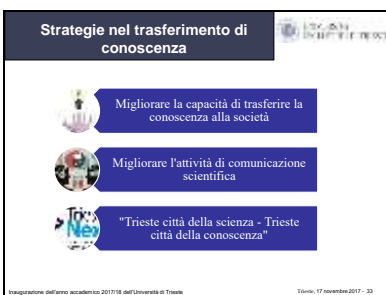 Strategie nel trasferimento di
conoscenza
Migliorare la capacità di trasferire la
conoscenza alla società
Migliorare l'attività di comunicazione
scientifica
"Trieste città della scienza - Trieste
città della conoscenza"
Inaugurazione dell'anno accademico 2017/18 dell'Università di Trieste
Trieste, 17 novembre 2017 - 33